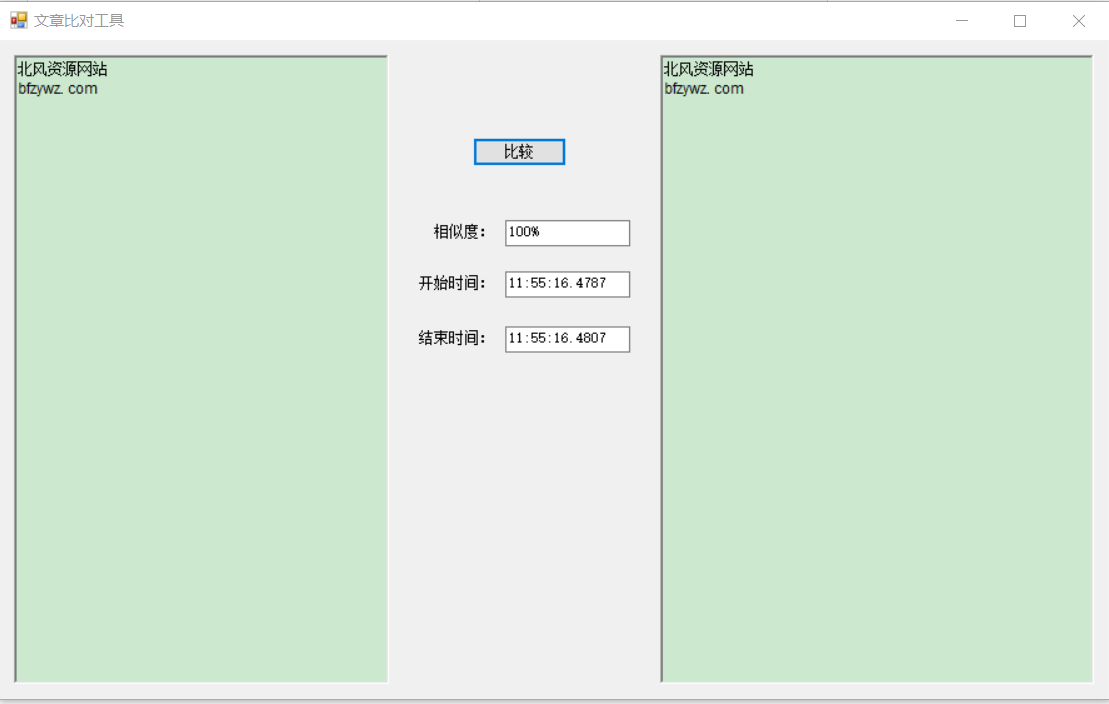 文章比对工具
北风资源网站
bfzywz. com
比较
相似度: 100%
开始时间: 11:55:16.4787
结束时间: 11:55:16.4807
北风资源网站
bfzywz. com